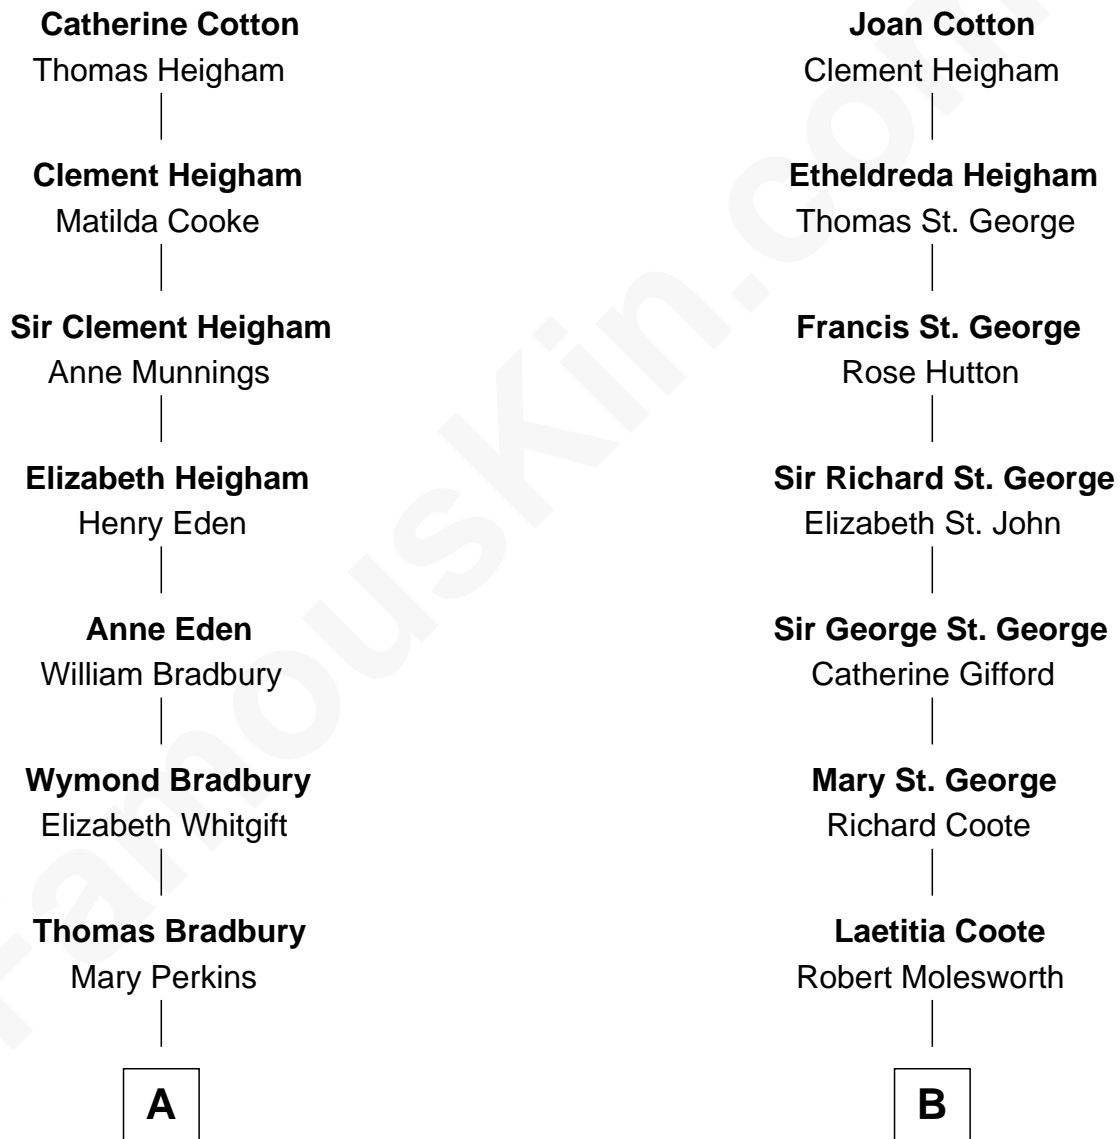 Catherine Cotton
Thomas Heigham
Clement Heigham
Matilda Cooke
Sir Clement Heigham
Anne Munnings
Elizabeth Heigham
Henry Eden
Anne Eden
William Bradbury
Wymond Bradbury
Elizabeth Whitgift
Thomas Bradbury
Mary Perkins
A
Joan Cotton
Clement Heigham
Etheldreda Heigham
Thomas St. George
Francis St. George
Rose Hutton
Sir Richard St. George
Elizabeth St. John
Sir George St. George
Catherine Gifford
Mary St. George
Richard Coote
Laetitia Coote
Robert Molesworth
B
FamousKin.com